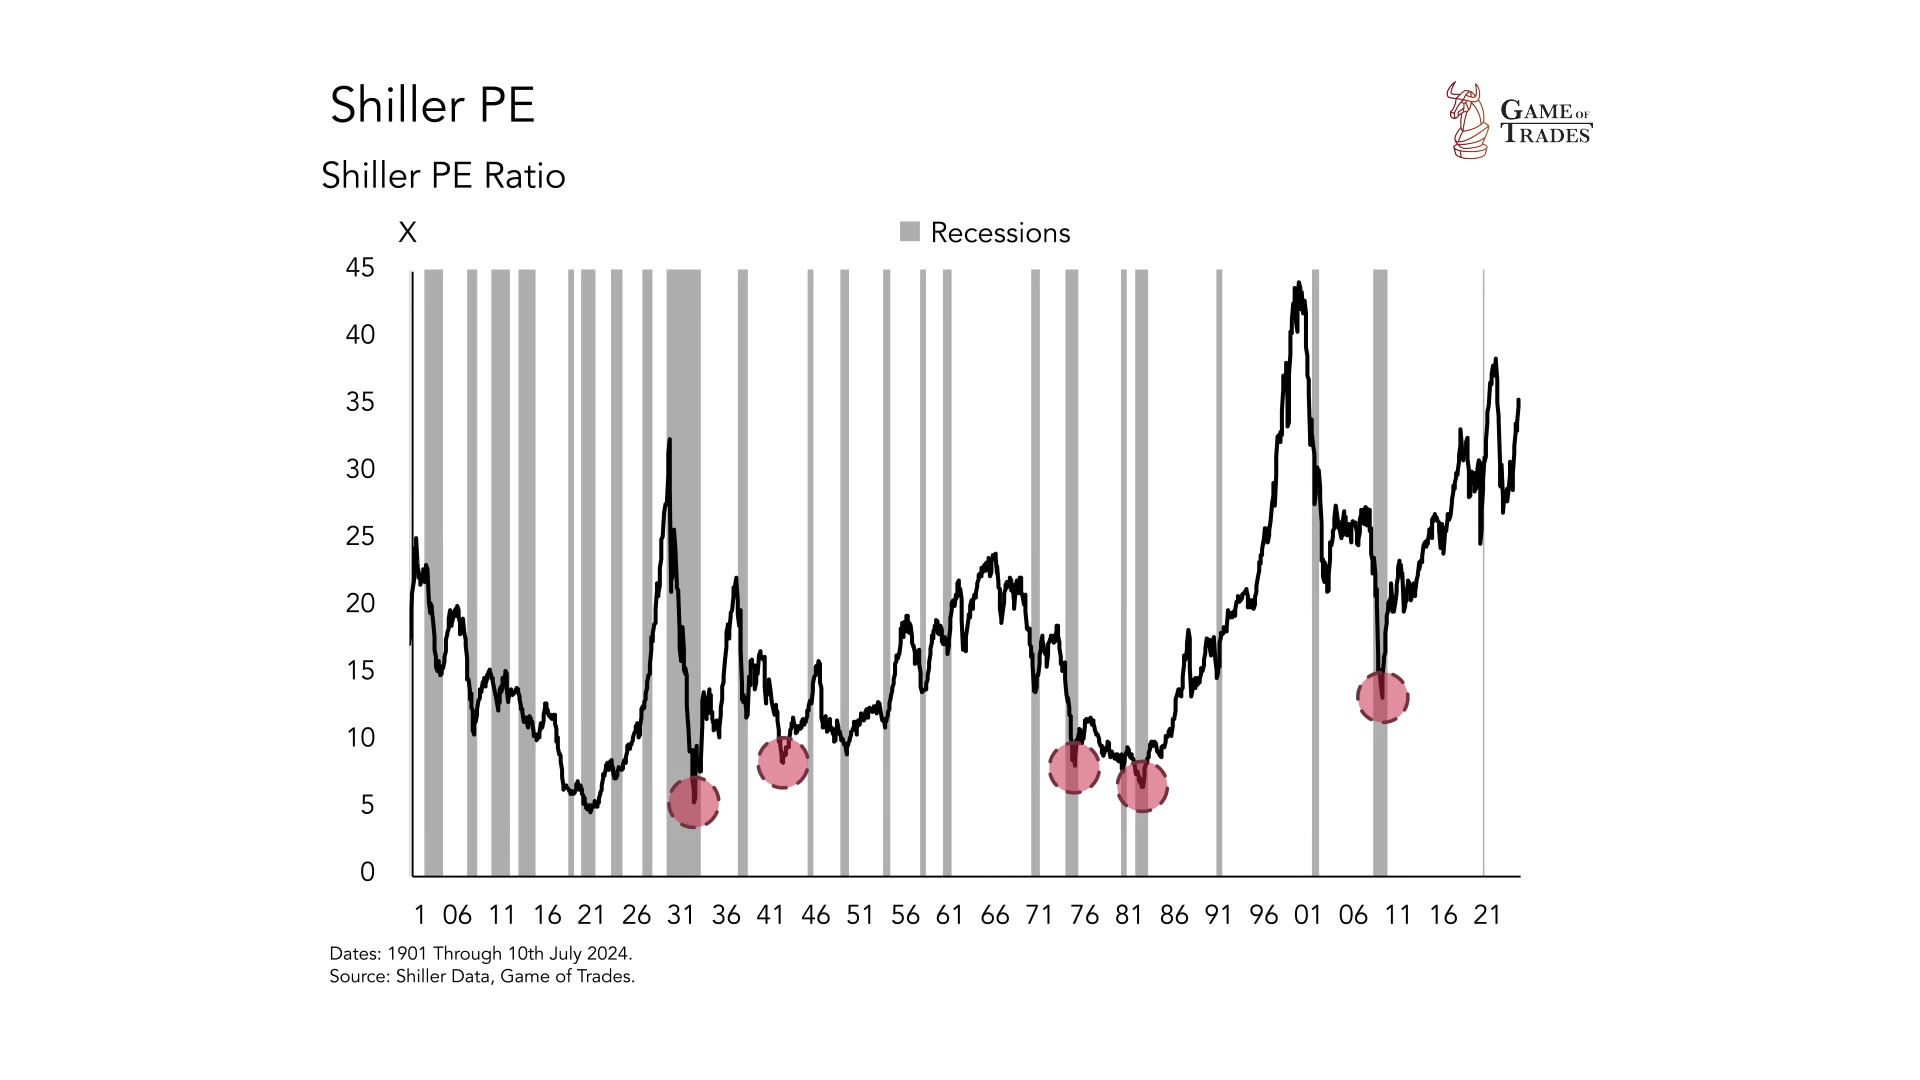 Shiller PE
GAME OF
TRADES
Shiller PE Ratio
X
Recessions
45
40
35
30
25
20
15
10
5
0
1 06 11 16 21 26 31 36 41 46 51 56 61 66 71 76 81 86 91 96 01 06 11 16 21
Dates: 1901 Through 10th July 2024.
Source: Shiller Data, Game of Trades.